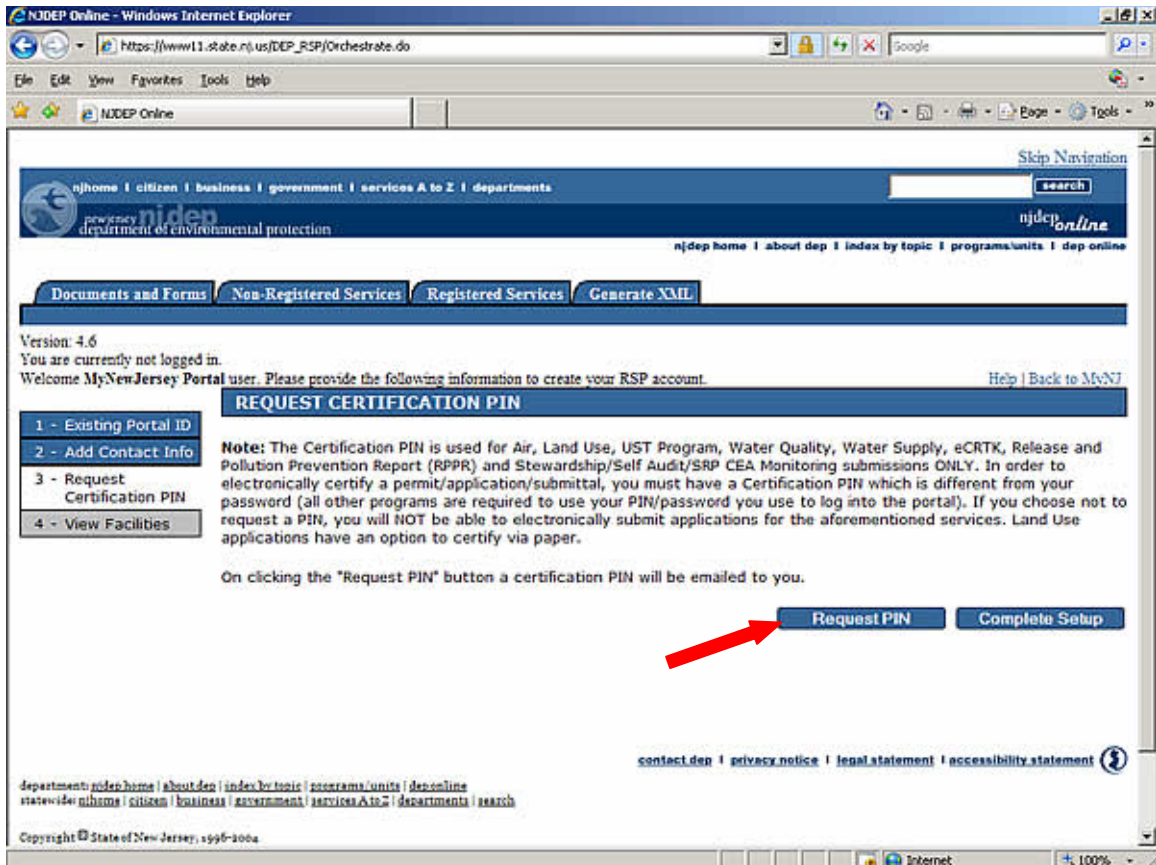 NJDEP Online - Windows Internet Explorer
https://www11.state.nj.us/DEP_RSP/Orchestrate.do
Google
File Edit View Favorites Tools Help
NJDEP Online
Page Tools
Skip Navigation
njhome | citizen | business | government | services A to Z | departments
search
new jersey nj.dep
department of environmental protection
njdep online
njdep home | about dep | index by topic | programs/units | dep online
Documents and Forms Non-Registered Services Registered Services Generate XML
Version: 4.6
You are currently not logged in.
Welcome MyNewJersey Portal user. Please provide the following information to create your RSP account.
Help | Back to MyNJ
REQUEST CERTIFICATION PIN
1 - Existing Portal ID
2 - Add Contact Info
3 - Request
Certification PIN
4 - View Facilities
Note: The Certification PIN is used for Air, Land Use, UST Program, Water Quality, Water Supply, eCRTK, Release and
Pollution Prevention Report (RPPR) and Stewardship/Self Audit/SRP CEA Monitoring submissions ONLY. In order to
electronically certify a permit/application/submittal, you must have a Certification PIN which is different from your
password (all other programs are required to use your PIN/password you use to log into the portal). If you choose not to
request a PIN, you will NOT be able to electronically submit applications for the aforementioned services. Land Use
applications have an option to certify via paper.
On clicking the "Request PIN" button a certification PIN will be emailed to you.
Request PIN Complete Setup
contact dep | privacy notice | legal statement | accessibility statement
department: njdep home | about dep | index by topic | programs/units | dep online
statewide: njhome | citizen | business | government | services A to Z | departments | search
Copyright © State of New Jersey, 1996-2004
Internet
100%